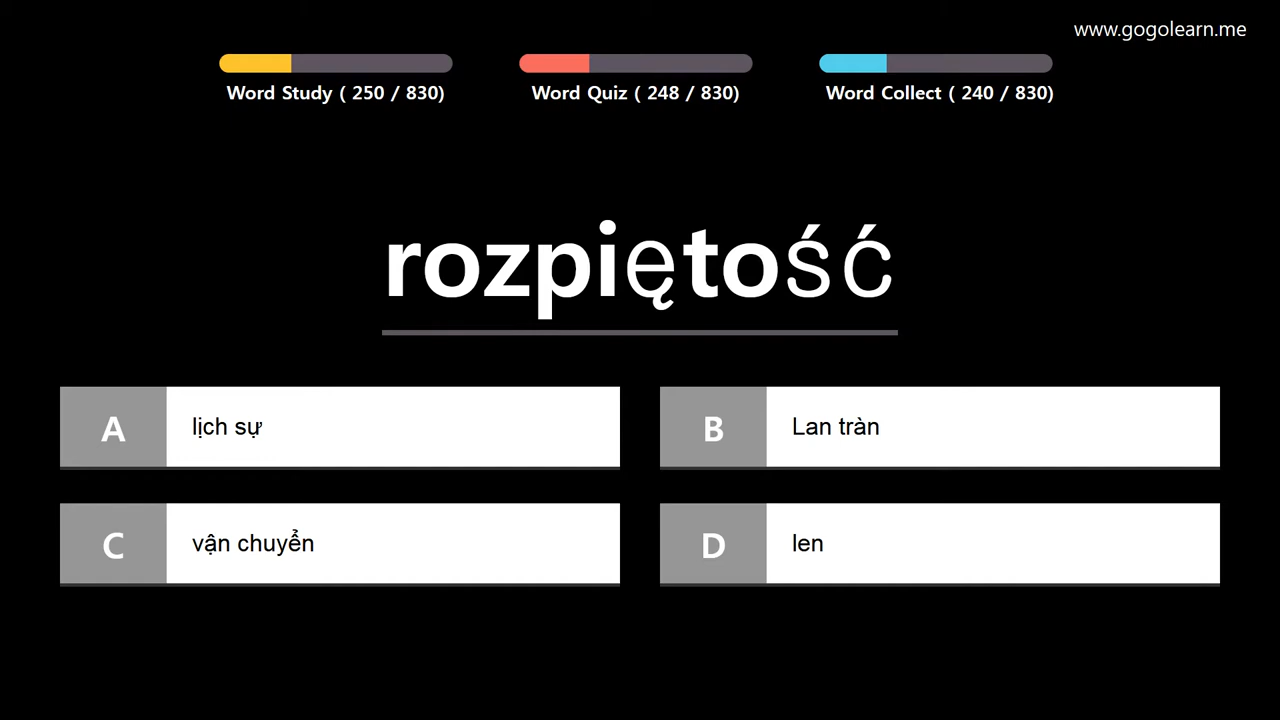 www.gogolearn.me
Word Study ( 250 / 830)
Word Quiz ( 248 / 830)
Word Collect ( 240 / 830)
rozpiętość
A
lịch sự
B
Lan tràn
C
vận chuyển
D
len